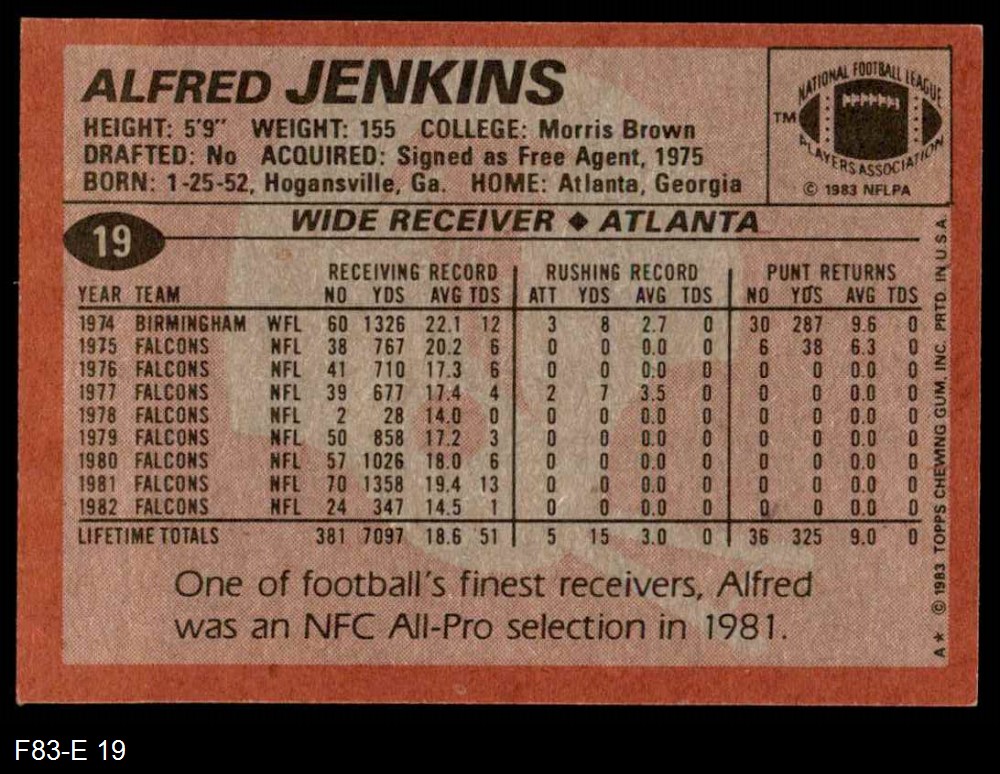 ALFRED JENKINS
HEIGHT: 5'9" WEIGHT: 155 COLLEGE: Morris Brown
DRAFTED: No ACQUIRED: Signed as Free Agent, 1975
BORN: 1-25-52, Hogansville, Ga. HOME: Atlanta, Georgia
NATIONAL FOOTBALL LEAGUE
TM
PLAYERS ASSOCIATION
© 1983 NFLPA
19
WIDE RECEIVER ◆ ATLANTA
RECEIVING RECORD RUSHING RECORD PUNT RETURNS
YEAR TEAM NO YDS AVG TDS ATT YDS AVG TDS NO YDS AVG TDS
1974 BIRMINGHAM WFL 60 1326 22.1 12 3 8 2.7 0 30 287 9.6 0
1975 FALCONS NFL 38 767 20.2 6 0 0 0.0 0 6 38 6.3 0
1976 FALCONS NFL 41 710 17.3 6 0 0 0.0 0 0 0 0.0 0
1977 FALCONS NFL 39 677 17.4 4 2 7 3.5 0 0 0 0.0 0
1978 FALCONS NFL 2 28 14.0 0 0 0 0.0 0 0 0 0.0 0
1979 FALCONS NFL 50 858 17.2 3 0 0 0.0 0 0 0 0.0 0
1980 FALCONS NFL 57 1026 18.0 6 0 0 0.0 0 0 0 0.0 0
1981 FALCONS NFL 70 1358 19.4 13 0 0 0.0 0 0 0 0.0 0
1982 FALCONS NFL 24 347 14.5 1 0 0 0.0 0 0 0 0.0 0
LIFETIME TOTALS 381 7097 18.6 51 5 15 3.0 0 36 325 9.0 0
One of football's finest receivers, Alfred
was an NFC All-Pro selection in 1981.
A★ © 1983 TOPPS CHEWING GUM, INC. PRTD. IN U.S.A.
F83-E 19